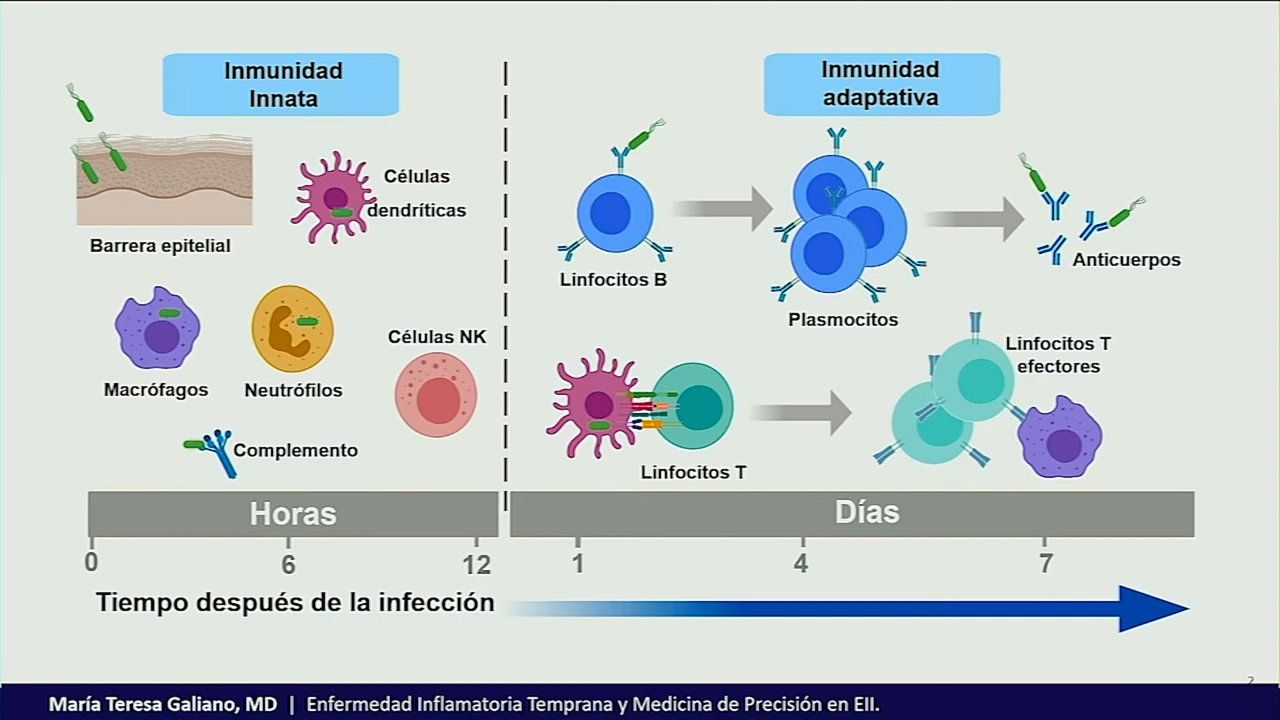 Inmunidad
Innata
Inmunidad
adaptativa
Células
dendríticas
Barrera epitelial
Linfocitos B
Anticuerpos
Plasmocitos
Células NK
Linfocitos T
efectores
Macrófagos
Neutrófilos
Complemento
Linfocitos T
Horas
Días
0
6
12
1
4
7
Tiempo después de la infección
2
María Teresa Galiano, MD | Enfermedad Inflamatoria Temprana y Medicina de Precisión en EII.